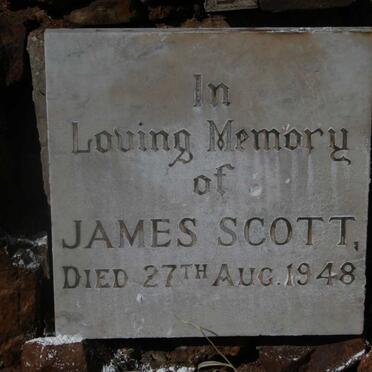 In
Loving Memory
of
JAMES SCOTT,
DIED 27TH AUG. 1948